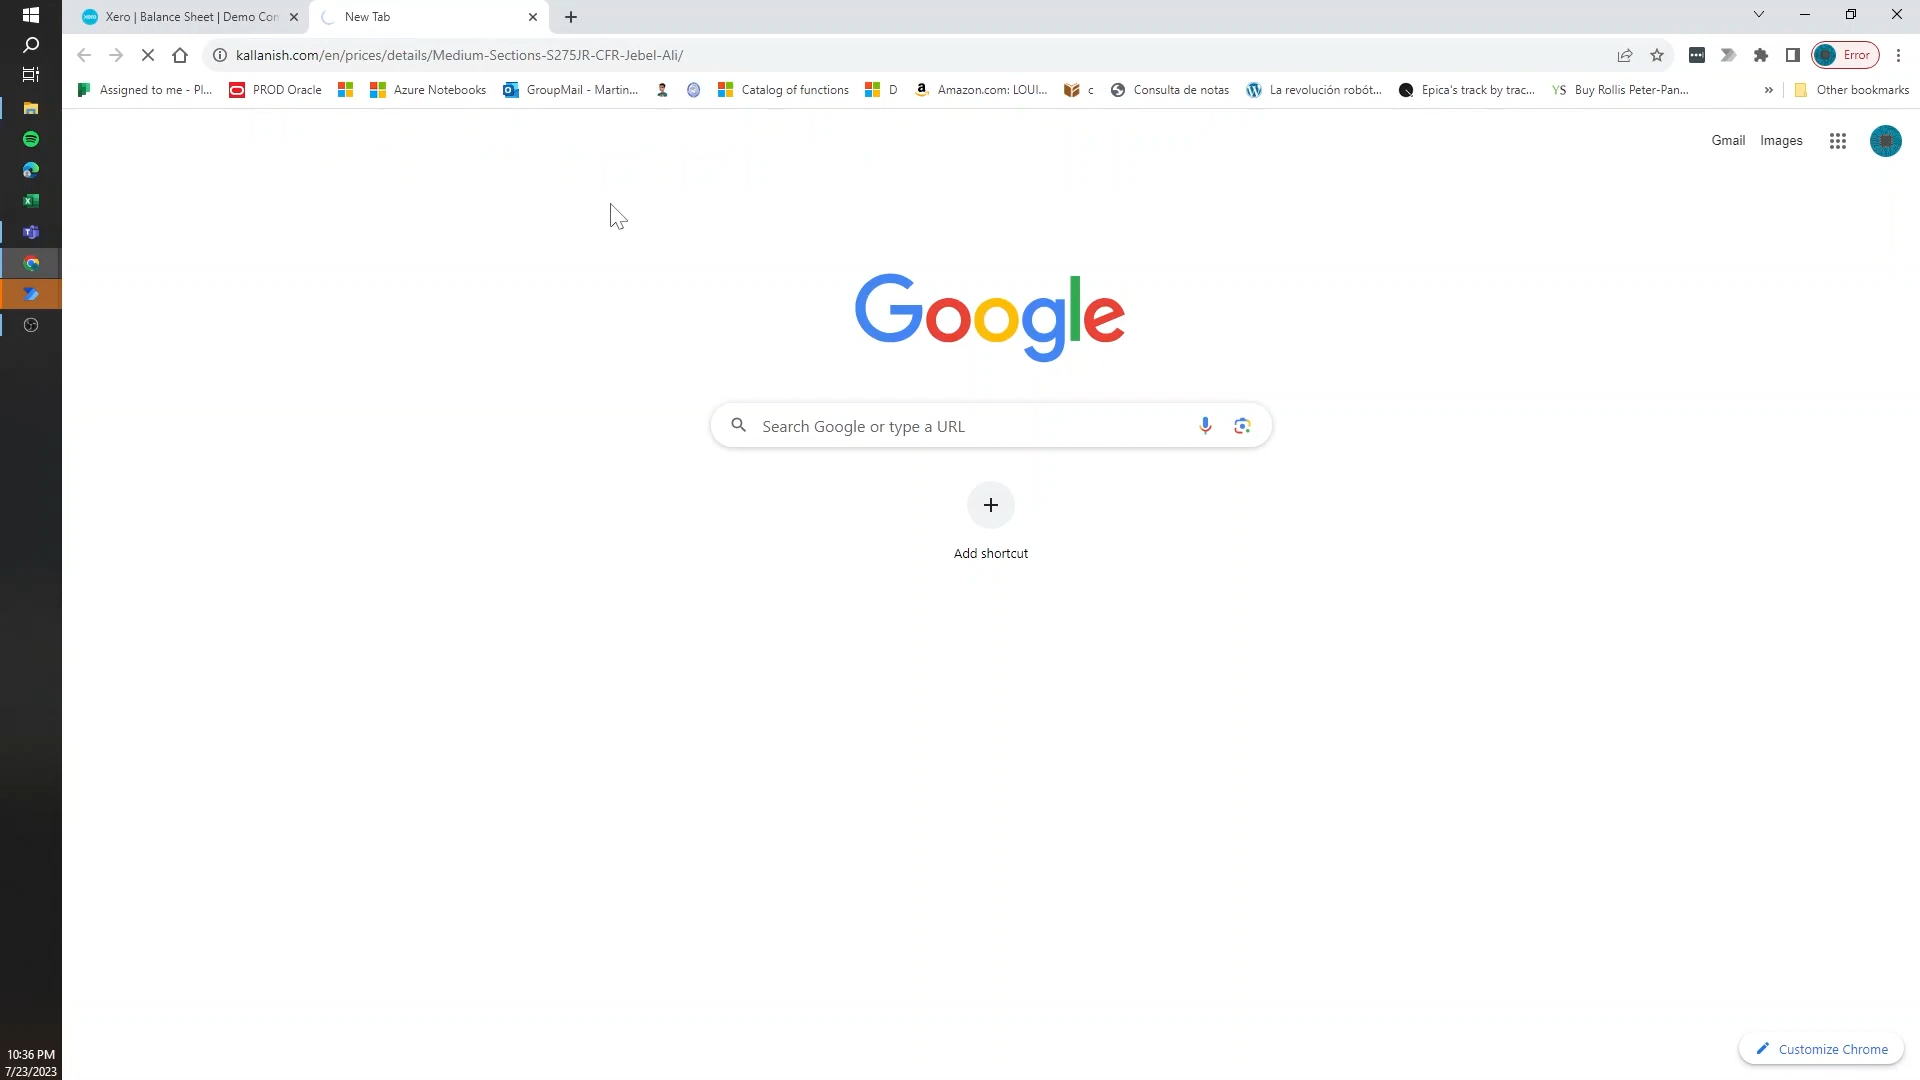 Xero | Balance Sheet | Demo Con
New Tab
kallanish.com/en/prices/details/Medium-Sections-S275JR-CFR-Jebel-Ali/
Error
Assigned to me - Pl...
PROD Oracle
Azure Notebooks
GroupMail - Martin...
Catalog of functions
D
Amazon.com: LOUI...
c
Consulta de notas
La revolución robót...
Epica's track by trac...
YS Buy Rollis Peter-Pan...
»
Other bookmarks
Gmail
Images
Google
Search Google or type a URL
Add shortcut
Customize Chrome
10:36 PM
7/23/2023